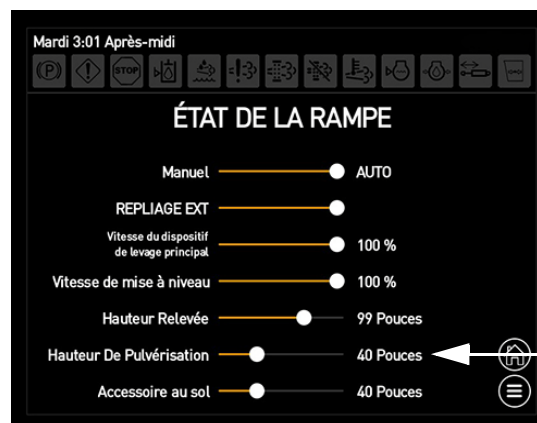 Mardi 3:01 Après-midi
(P) STOP
ÉTAT DE LA RAMPE
Manuel AUTO
REPLIAGE EXT
Vitesse du dispositif
de levage principal 100 %
Vitesse de mise à niveau 100 %
Hauteur Relevée 99 Pouces
Hauteur De Pulvérisation 40 Pouces
Accessoire au sol 40 Pouces